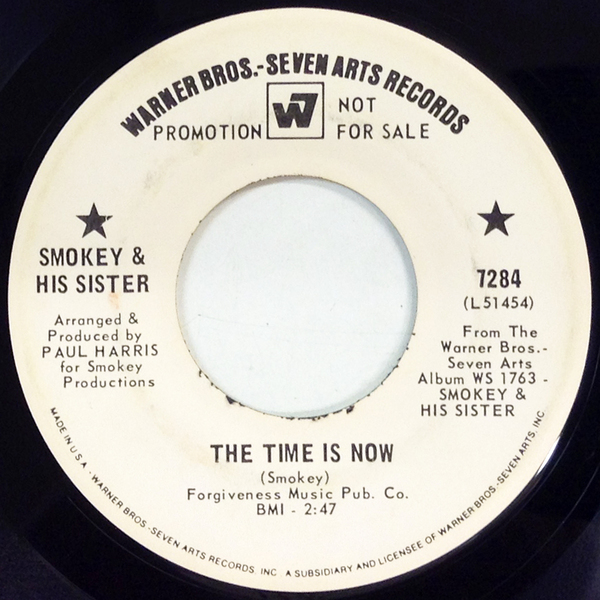 WARNER BROS.-SEVEN ARTS RECORDS
W7
PROMOTION NOT FOR SALE
SMOKEY &
HIS SISTER
Arranged &
Produced by
PAUL HARRIS
for Smokey
Productions
7284
(L51454)
From The
Warner Bros.-
Seven Arts
Album WS 1763 -
SMOKEY &
HIS SISTER
THE TIME IS NOW
(Smokey)
Forgiveness Music Pub. Co.
BMI - 2:47
MADE IN U.S.A. - WARNER BROS.-SEVEN ARTS RECORDS, INC. A SUBSIDIARY AND LICENSEE OF WARNER BROS.-SEVEN ARTS, INC.